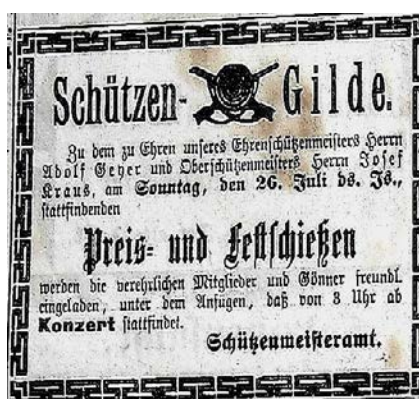 Schützen- Gilde.
Zu dem zu Ehren unseres Ehrenschützenmeisters Herrn
Adolf Geyer und Oberschützenmeisters Herrn Josef
Kraus, am Sonntag, den 26. Juli ds. Js.,
stattfindenden
Preis- und Festschießen
werden die verehrlichen Mitglieder und Gönner freundl.
eingeladen, unter dem Anfügen, daß von 3 Uhr ab
Konzert stattfindet.
Schützenmeisteramt.